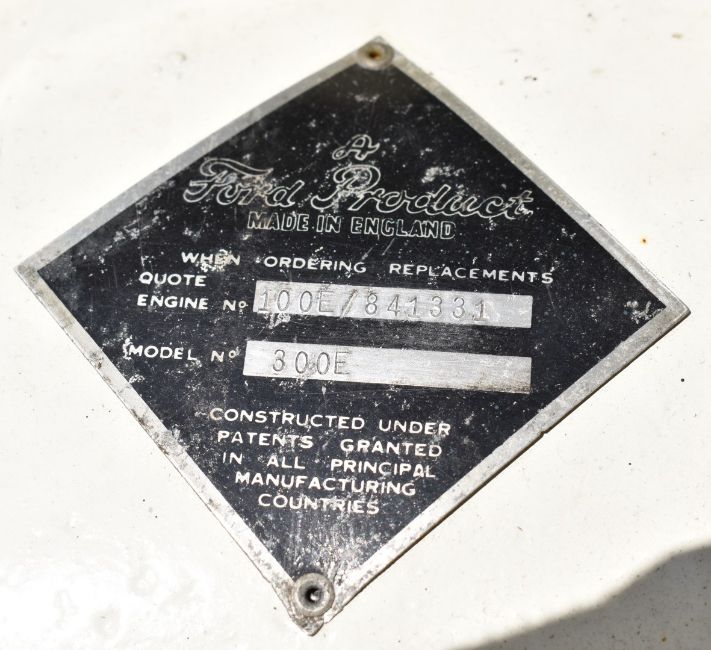 A
Ford Product
MADE IN ENGLAND
WHEN ORDERING REPLACEMENTS
QUOTE
ENGINE No 100E/841331
MODEL No 300E
CONSTRUCTED UNDER
PATENTS GRANTED
IN ALL PRINCIPAL
MANUFACTURING
COUNTRIES